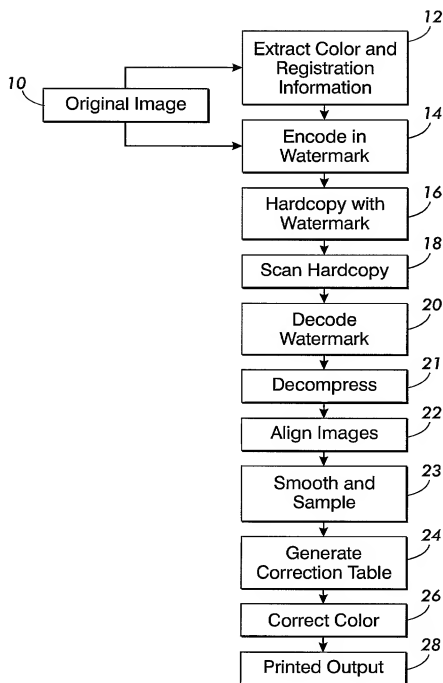 12
Extract Color and
Registration
Information
10
Original Image
14
Encode in
Watermark
16
Hardcopy with
Watermark
18
Scan Hardcopy
20
Decode
Watermark
21
Decompress
22
Align Images
23
Smooth and
Sample
24
Generate
Correction Table
26
Correct Color
28
Printed Output